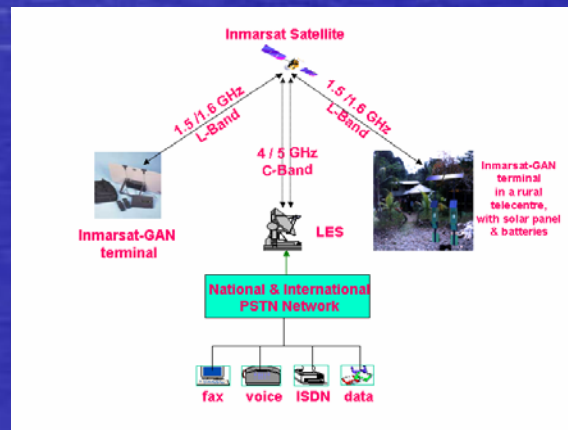 Inmarsat Satellite
1.5 /1.6 GHz
L-Band
1.5 /1.6 GHz
L-Band
4 / 5 GHz
C-Band
Inmarsat-GAN
terminal
LES
Inmarsat-GAN
terminal
in a rural
telecentre,
with solar panel
& batteries
National & International
PSTN Network
fax
voice
ISDN
data